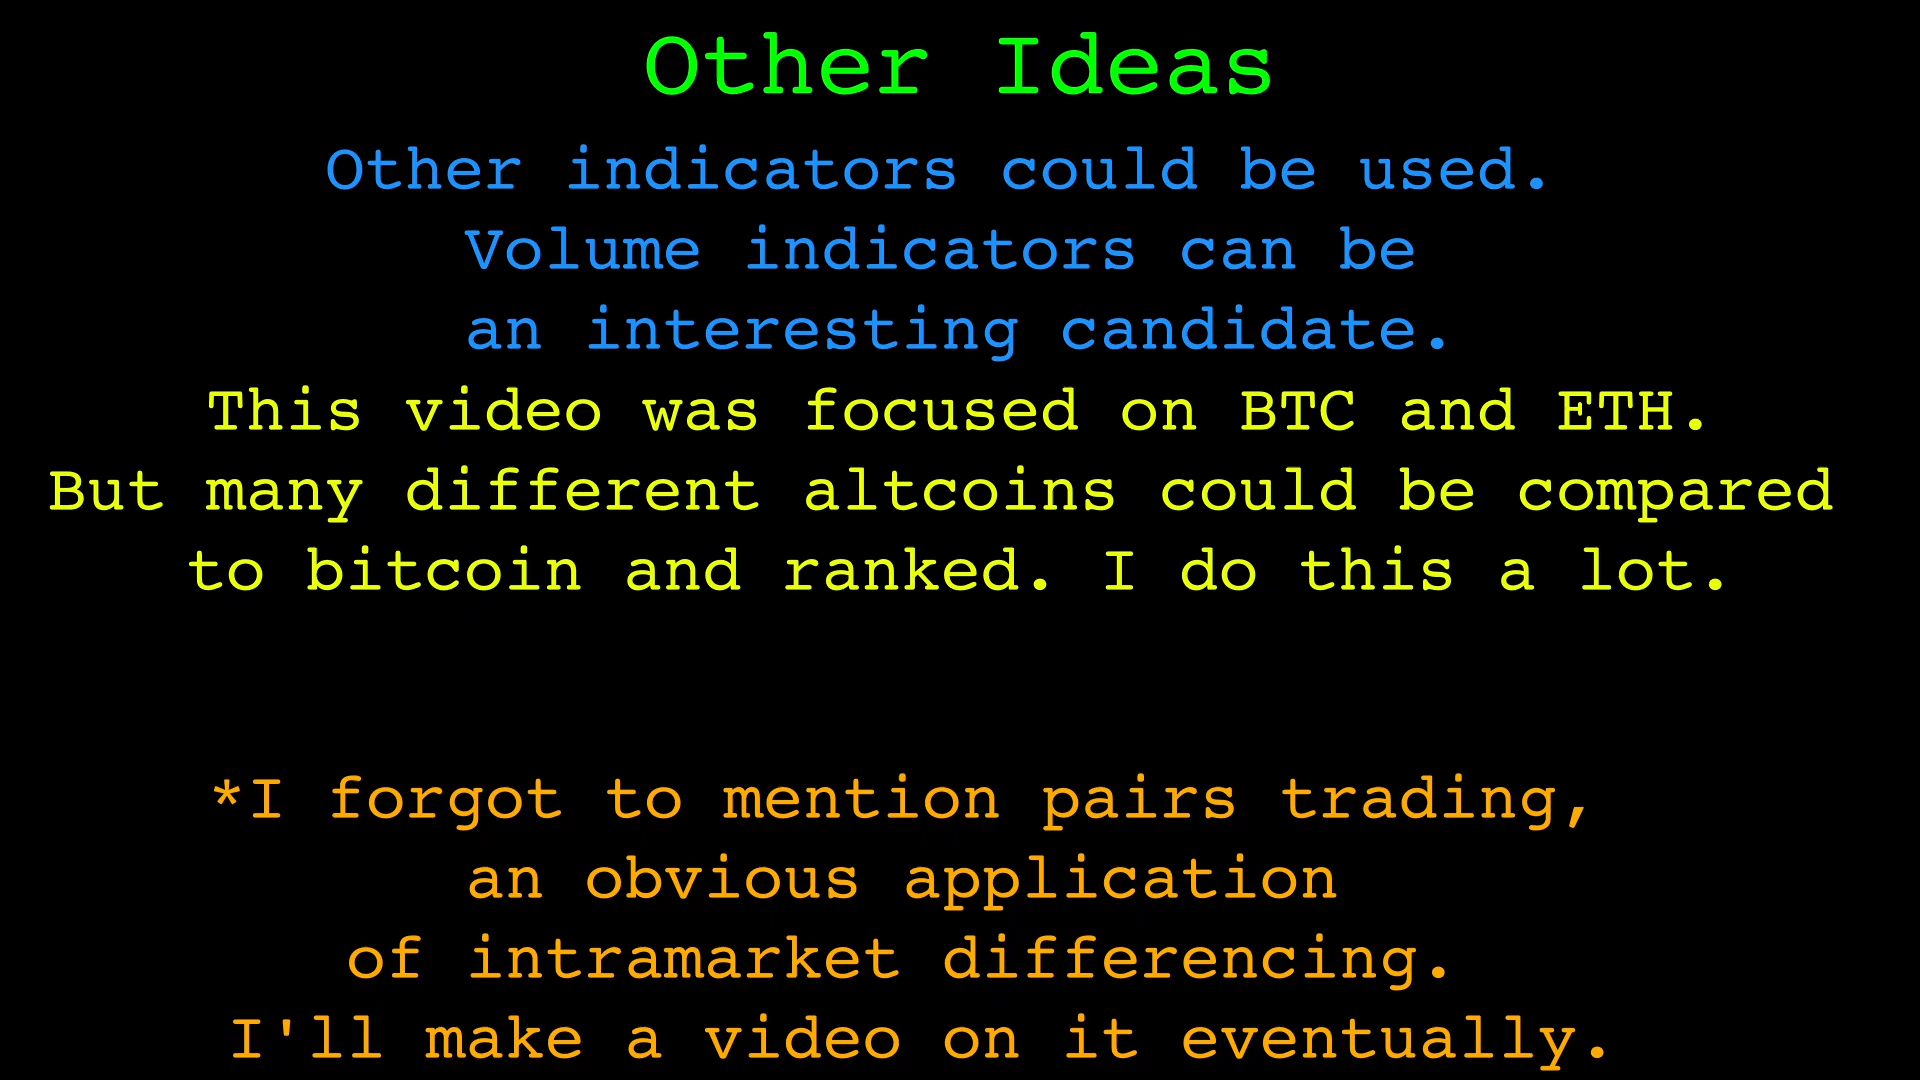 Other Ideas
Other indicators could be used.
Volume indicators can be
an interesting candidate.
This video was focused on BTC and ETH.
But many different altcoins could be compared
to bitcoin and ranked. I do this a lot.
*I forgot to mention pairs trading,
an obvious application
of intramarket differencing.
I'll make a video on it eventually.